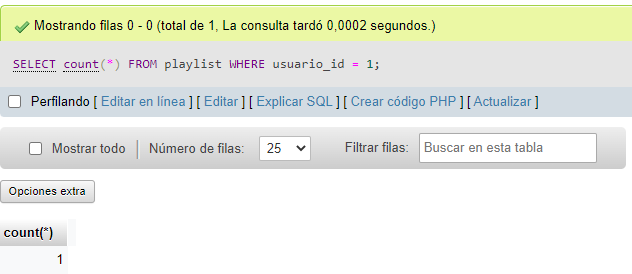 Mostrando filas 0 - 0 (total de 1, La consulta tardó 0,0002 segundos.)
SELECT count(*) FROM playlist WHERE usuario_id = 1;
Perfilando [ Editar en línea ] [ Editar ] [ Explicar SQL ] [ Crear código PHP ] [ Actualizar ]
Mostrar todo | Número de filas: 25 Filtrar filas: Buscar en esta tabla
Opciones extra
count(*)
1